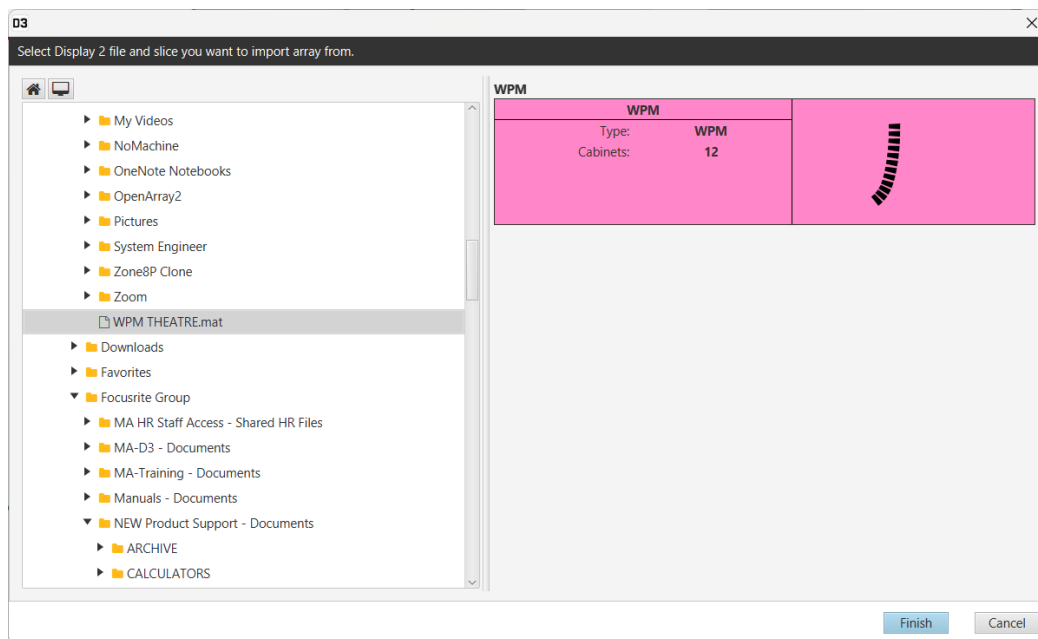 D3
Select Display 2 file and slice you want to import array from.
My Videos
NoMachine
OneNote Notebooks
OpenArray2
Pictures
System Engineer
Zone8P Clone
Zoom
WPM THEATRE.mat
Downloads
Favorites
Focusrite Group
MA HR Staff Access - Shared HR Files
MA-D3 - Documents
MA-Training - Documents
Manuals - Documents
NEW Product Support - Documents
ARCHIVE
CALCULATORS
WPM
WPM
Type: WPM
Cabinets: 12
Finish Cancel